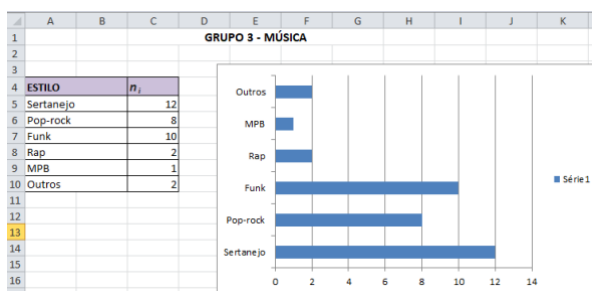 A B C D E F G H I J K
1 GRUPO 3 - MÚSICA
2
3
4 ESTILO n i
5 Sertanejo 12
6 Pop-rock 8
7 Funk 10
8 Rap 2
9 MPB 1
10 Outros 2
11
12
13
14
15
16
Outros
MPB
Rap
Funk
Pop-rock
Sertanejo
0 2 4 6 8 10 12 14
Série1